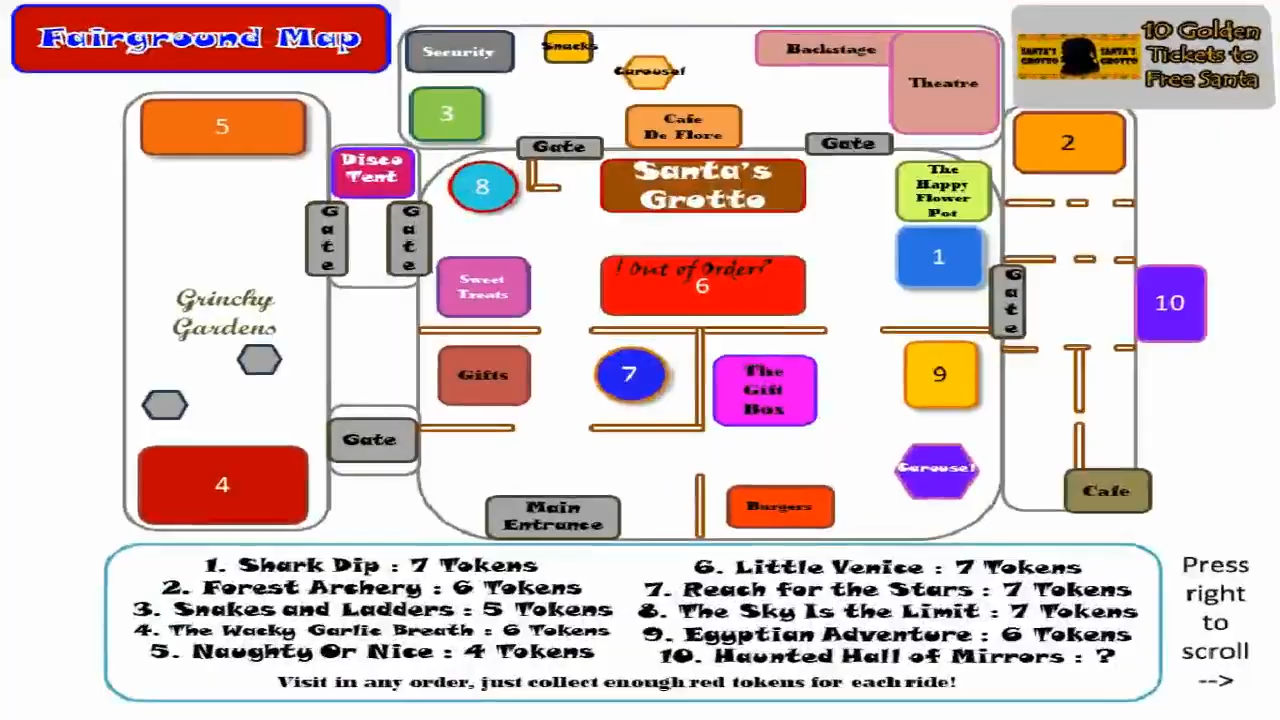 Fairground Map
Security
Snacks
Carousel
Backstage
Theatre
SANTA'S GROTTO
SANTA'S GROTTO
10 Golden
Tickets to
Free Santa
5
3
Cafe
De Flore
2
Gate
Gate
Disco
Tent
8
Santa's
Grotto
The
Happy
Flower
Pot
Gate
Gate
1
Sweet
Treats
! Out of Order!
6
Gate
10
Grinchy
Gardens
Gifts
7
The
Gift
Box
9
Gate
Carousel
4
Main
Entrance
Burgers
Cafe
1. Shark Dip : 7 Tokens
2. Forest Archery : 6 Tokens
3. Snakes and Ladders : 5 Tokens
4. The Wacky Garlic Breath : 6 Tokens
5. Naughty Or Nice : 4 Tokens
6. Little Venice : 7 Tokens
7. Reach for the Stars : 7 Tokens
8. The Sky Is the Limit : 7 Tokens
9. Egyptian Adventure : 6 Tokens
10. Haunted Hall of Mirrors : ?
Visit in any order, just collect enough red tokens for each ride!
Press
right
to
scroll
-->